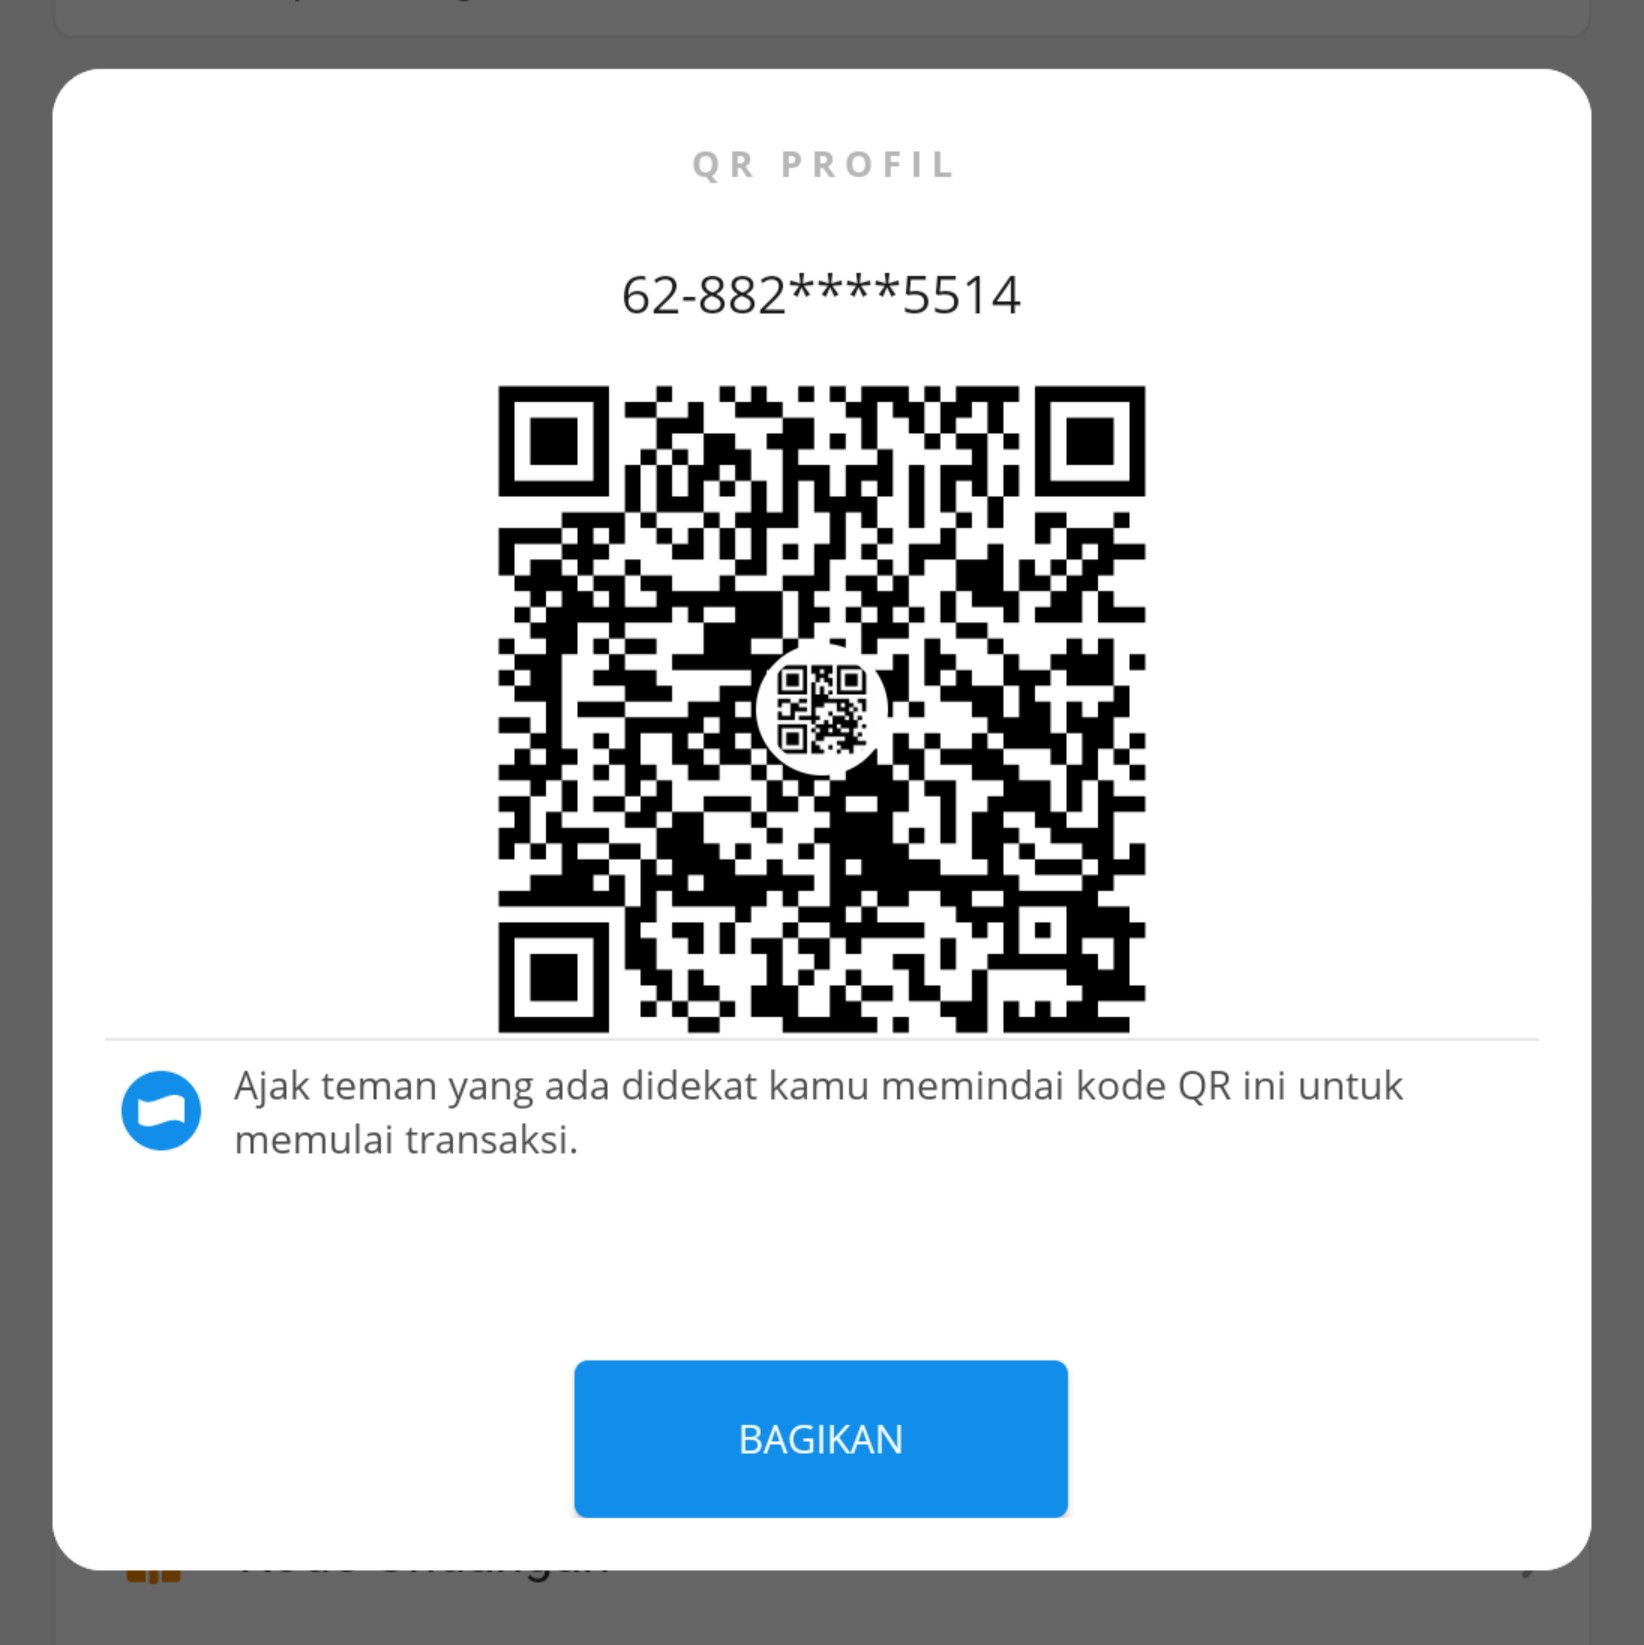 QR PROFIL
62-882****5514
Ajak teman yang ada didekat kamu memindai kode QR ini untuk
memulai transaksi.
BAGIKAN